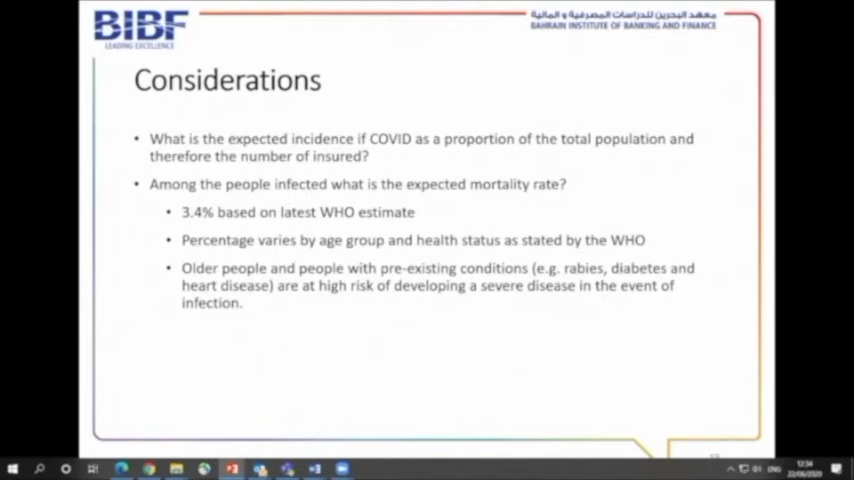 BIBF
LEADING EXCELLENCE
معهد البحرين للدراسات المصرفية و المالية
BAHRAIN INSTITUTE OF BANKING AND FINANCE
Considerations
• What is the expected incidence if COVID as a proportion of the total population and
therefore the number of insured?
• Among the people infected what is the expected mortality rate?
• 3.4% based on latest WHO estimate
• Percentage varies by age group and health status as stated by the WHO
• Older people and people with pre-existing conditions (e.g. rabies, diabetes and
heart disease) are at high risk of developing a severe disease in the event of
infection.
ENG
12:34
22/06/2020